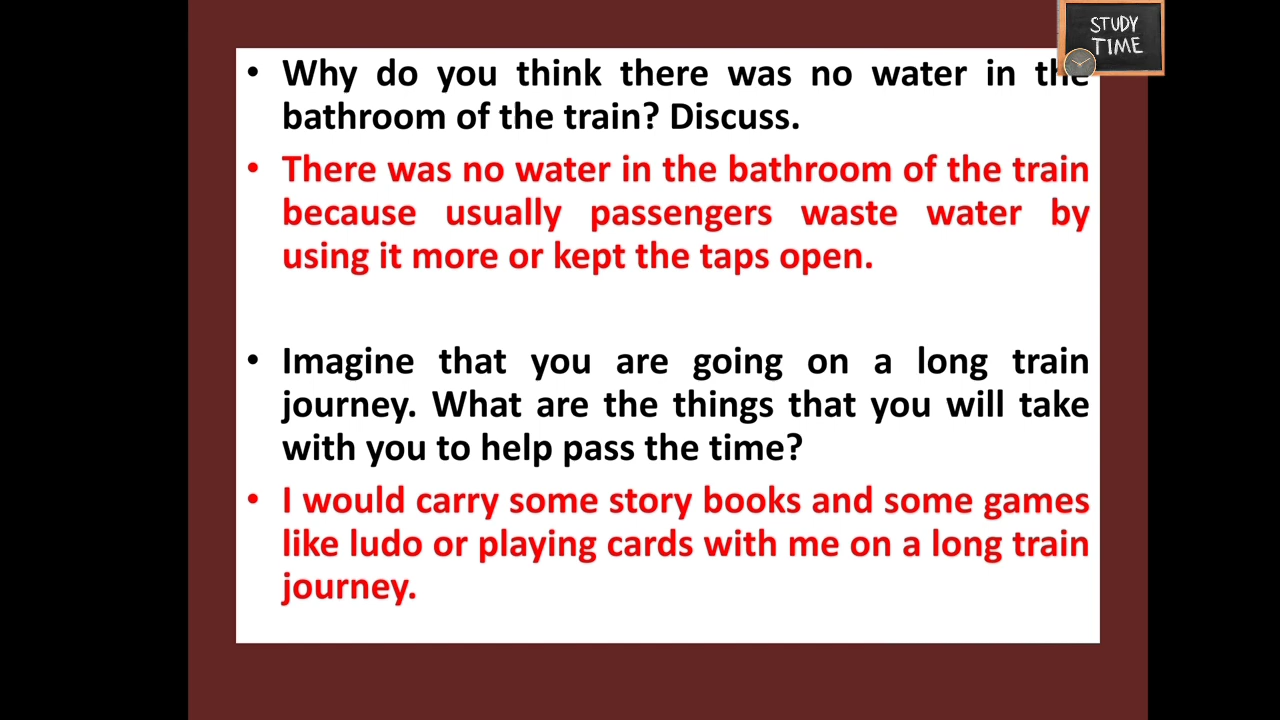 STUDY
TIME
• Why do you think there was no water in the
bathroom of the train? Discuss.
• There was no water in the bathroom of the train
because usually passengers waste water by
using it more or kept the taps open.
• Imagine that you are going on a long train
journey. What are the things that you will take
with you to help pass the time?
• I would carry some story books and some games
like ludo or playing cards with me on a long train
journey.